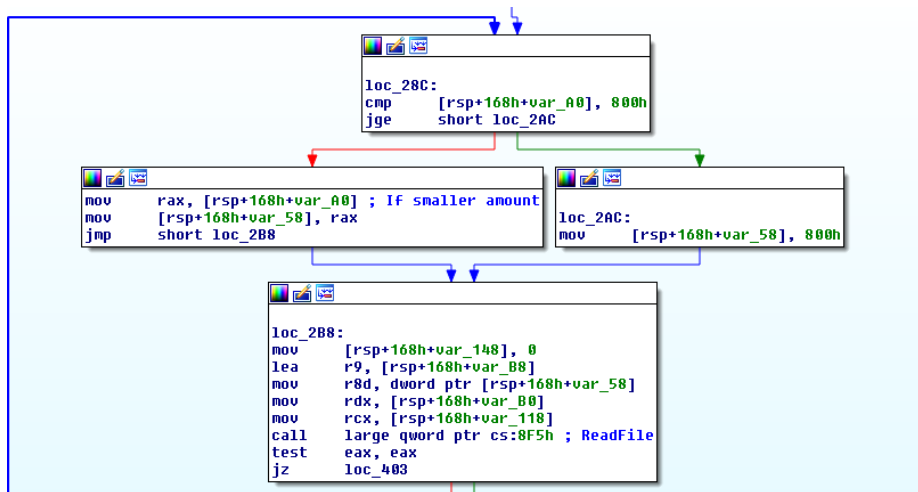 loc_28C:
cmp [rsp+168h+var_A0], 800h
jge short loc_2AC
mov rax, [rsp+168h+var_A0] ; If smaller amount
mov [rsp+168h+var_58], rax
jmp short loc_2B8
loc_2AC:
mov [rsp+168h+var_58], 800h
loc_2B8:
mov [rsp+168h+var_148], 0
lea r9, [rsp+168h+var_B8]
mov r8d, dword ptr [rsp+168h+var_58]
mov rdx, [rsp+168h+var_B0]
mov rcx, [rsp+168h+var_118]
call large qword ptr cs:8F5h ; ReadFile
test eax, eax
jz loc_403